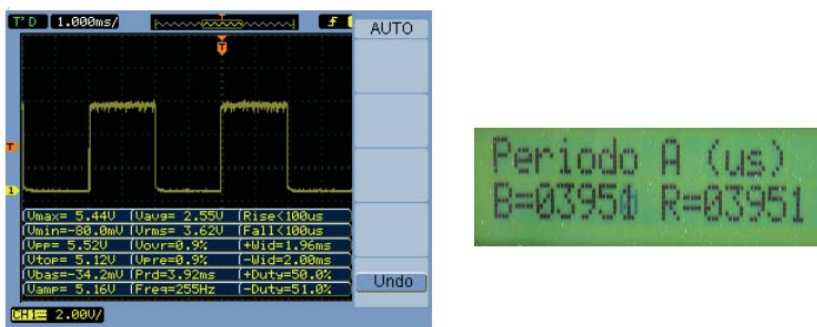 T'D 1.000ms/
AUTO
T
T
1
Vmax= 5.44V Vavg= 2.55V Rise<100us
Vmin=-80.0mV Vrms= 3.62V Fall<100us
Vpp= 5.52V Vovr=0.9% +Wid=1.96ms
Vtop= 5.12V Vpre=0.9% -Wid=2.00ms
Vbas=-34.2mV Prd=3.92ms +Duty=50.0%
Vamp= 5.16V Freq=255Hz -Duty=51.0%
Undo
CH1 2.00V/
Periodo A (us)
R=03951